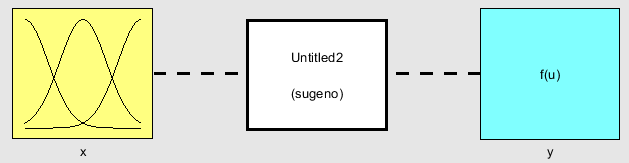 Untitled2
(sugeno)
f(u)
x
y